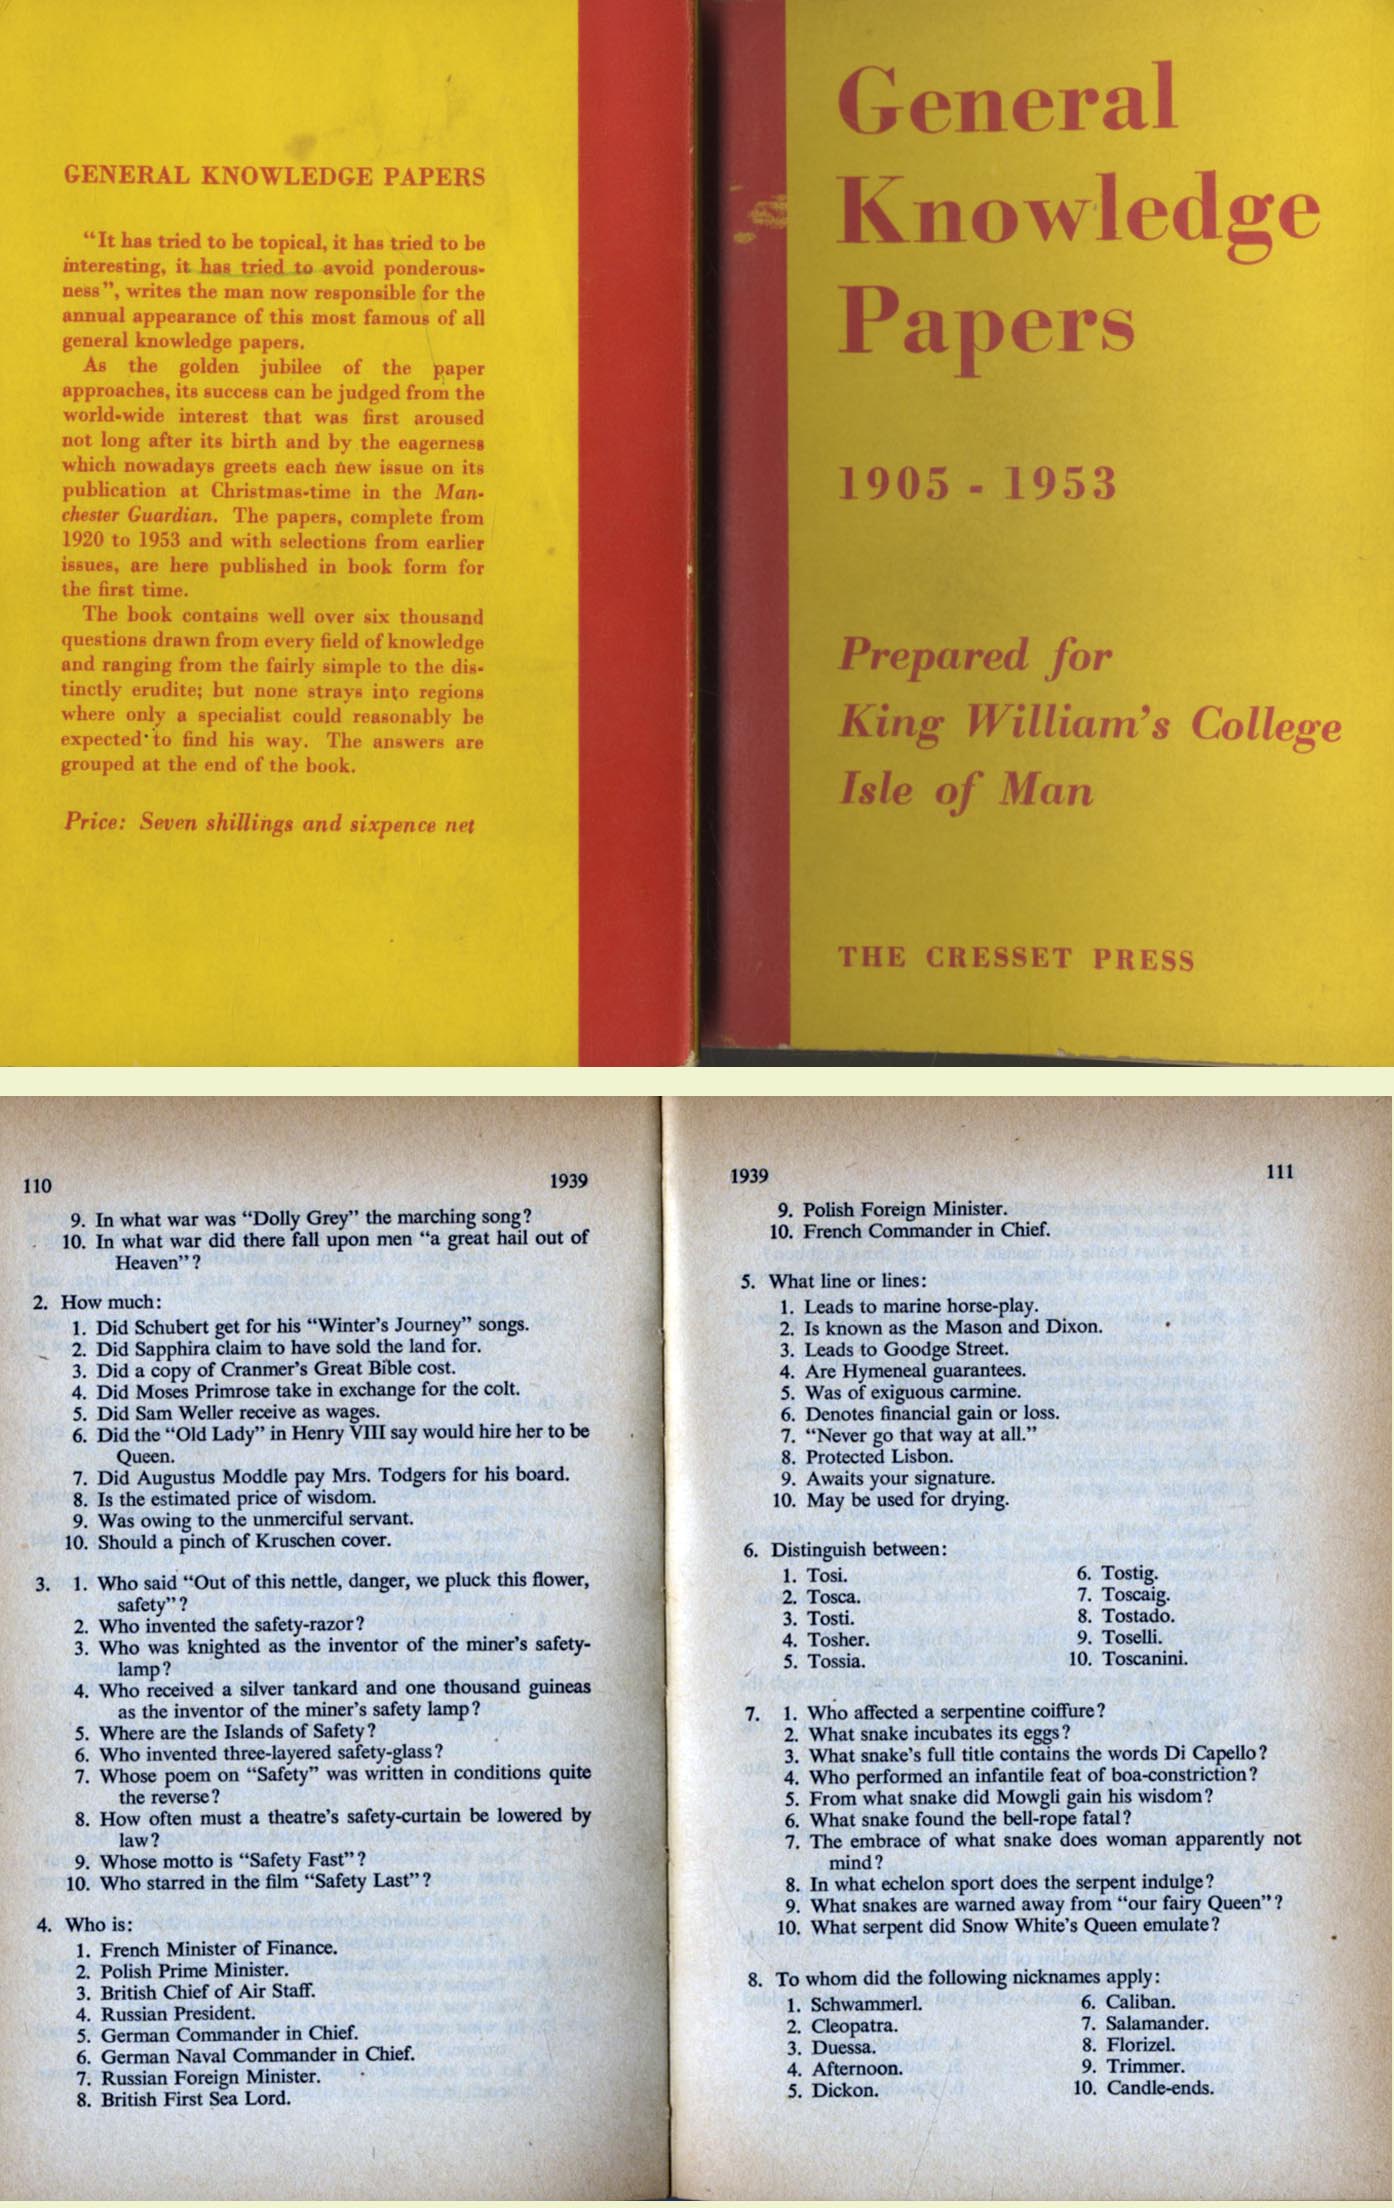 GENERAL KNOWLEDGE PAPERS
“It has tried to be topical, it has tried to be
interesting, it has tried to avoid ponderous-
ness”, writes the man now responsible for the
annual appearance of this most famous of all
general knowledge papers.
As the golden jubilee of the paper
approaches, its success can be judged from the
world-wide interest that was first aroused
not long after its birth and by the eagerness
which nowadays greets each new issue on its
publication at Christmas-time in the Man-
chester Guardian. The papers, complete from
1920 to 1953 and with selections from earlier
issues, are here published in book form for
the first time.
The book contains well over six thousand
questions drawn from every field of knowledge
and ranging from the fairly simple to the dis-
tinctly erudite; but none strays into regions
where only a specialist could reasonably be
expected to find his way. The answers are
grouped at the end of the book.
Price: Seven shillings and sixpence net
General
Knowledge
Papers
1905 - 1953
Prepared for
King William's College
Isle of Man
THE CRESSET PRESS
110 1939
9. In what war was “Dolly Grey” the marching song?
10. In what war did there fall upon men “a great hail out of
Heaven”?
2. How much:
1. Did Schubert get for his “Winter's Journey” songs.
2. Did Sapphira claim to have sold the land for.
3. Did a copy of Cranmer's Great Bible cost.
4. Did Moses Primrose take in exchange for the colt.
5. Did Sam Weller receive as wages.
6. Did the “Old Lady” in Henry VIII say would hire her to be
Queen.
7. Did Augustus Moddle pay Mrs. Todgers for his board.
8. Is the estimated price of wisdom.
9. Was owing to the unmerciful servant.
10. Should a pinch of Kruschen cover.
3. 1. Who said “Out of this nettle, danger, we pluck this flower,
safety”?
2. Who invented the safety-razor?
3. Who was knighted as the inventor of the miner's safety-
lamp?
4. Who received a silver tankard and one thousand guineas
as the inventor of the miner's safety lamp?
5. Where are the Islands of Safety?
6. Who invented three-layered safety-glass?
7. Whose poem on “Safety” was written in conditions quite
the reverse?
8. How often must a theatre's safety-curtain be lowered by
law?
9. Whose motto is “Safety Fast”?
10. Who starred in the film “Safety Last”?
4. Who is:
1. French Minister of Finance.
2. Polish Prime Minister.
3. British Chief of Air Staff.
4. Russian President.
5. German Commander in Chief.
6. German Naval Commander in Chief.
7. Russian Foreign Minister.
8. British First Sea Lord.
1939 111
9. Polish Foreign Minister.
10. French Commander in Chief.
5. What line or lines:
1. Leads to marine horse-play.
2. Is known as the Mason and Dixon.
3. Leads to Goodge Street.
4. Are Hymeneal guarantees.
5. Was of exiguous carmine.
6. Denotes financial gain or loss.
7. “Never go that way at all.”
8. Protected Lisbon.
9. Awaits your signature.
10. May be used for drying.
6. Distinguish between:
1. Tosi. 6. Tostig.
2. Tosca. 7. Toscaig.
3. Tosti. 8. Tostado.
4. Tosher. 9. Toselli.
5. Tossia. 10. Toscanini.
7. 1. Who affected a serpentine coiffure?
2. What snake incubates its eggs?
3. What snake's full title contains the words Di Capello?
4. Who performed an infantile feat of boa-constriction?
5. From what snake did Mowgli gain his wisdom?
6. What snake found the bell-rope fatal?
7. The embrace of what snake does woman apparently not
mind?
8. In what echelon sport does the serpent indulge?
9. What snakes are warned away from “our fairy Queen”?
10. What serpent did Snow White's Queen emulate?
8. To whom did the following nicknames apply:
1. Schwammerl. 6. Caliban.
2. Cleopatra. 7. Salamander.
3. Duessa. 8. Florizel.
4. Afternoon. 9. Trimmer.
5. Dickon. 10. Candle-ends.